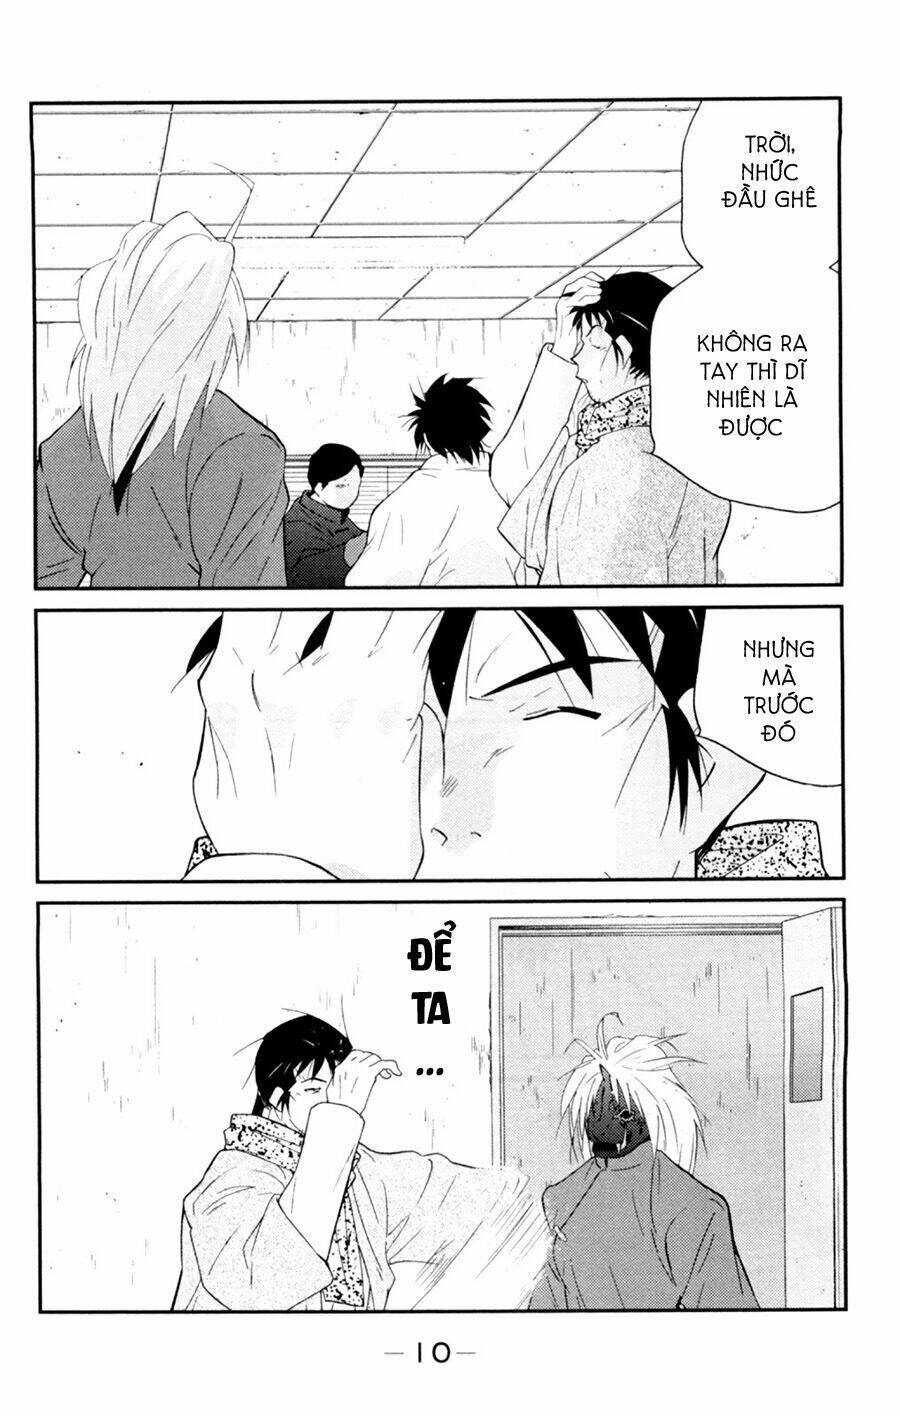 TRỜI,
NHỨC
ĐẦU GHÊ
KHÔNG RA
TAY THÌ DĨ
NHIÊN LÀ
ĐƯỢC
NHƯNG
MÀ
TRƯỚC
ĐÓ
ĐỂ
TA
...
—10—